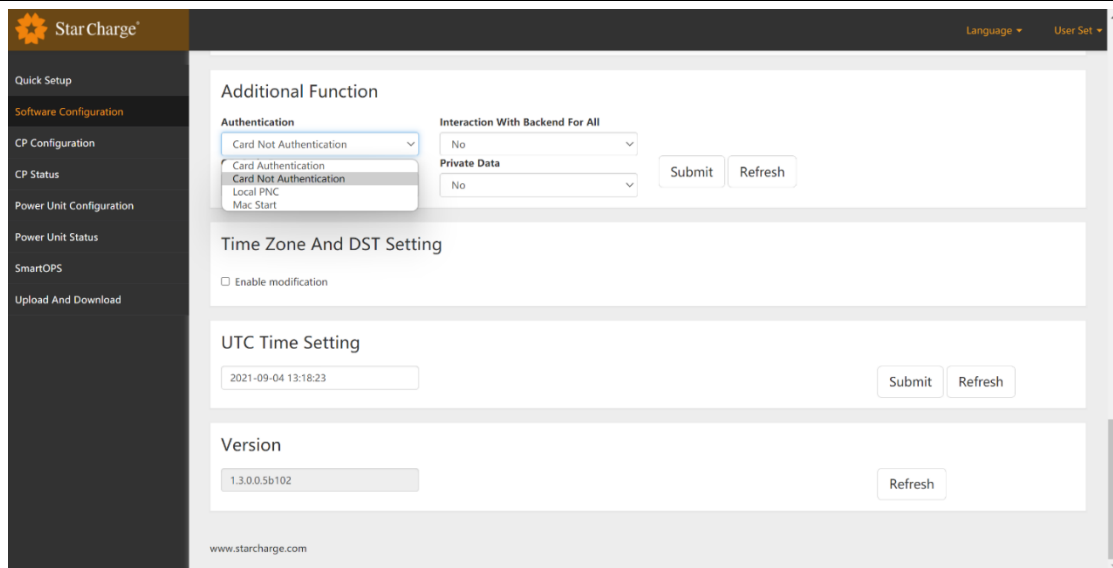 Star Charge®
Language
User Set
Quick Setup
Software Configuration
CP Configuration
CP Status
Power Unit Configuration
Power Unit Status
SmartOPS
Upload And Download
Additional Function
Authentication
Interaction With Backend For All
Card Not Authentication
No
Card Authentication
Card Not Authentication
Local PNC
Mac Start
Private Data
No
Submit
Refresh
Time Zone And DST Setting
Enable modification
UTC Time Setting
2021-09-04 13:18:23
Submit
Refresh
Version
1.3.0.0.5b102
Refresh
www.starcharge.com